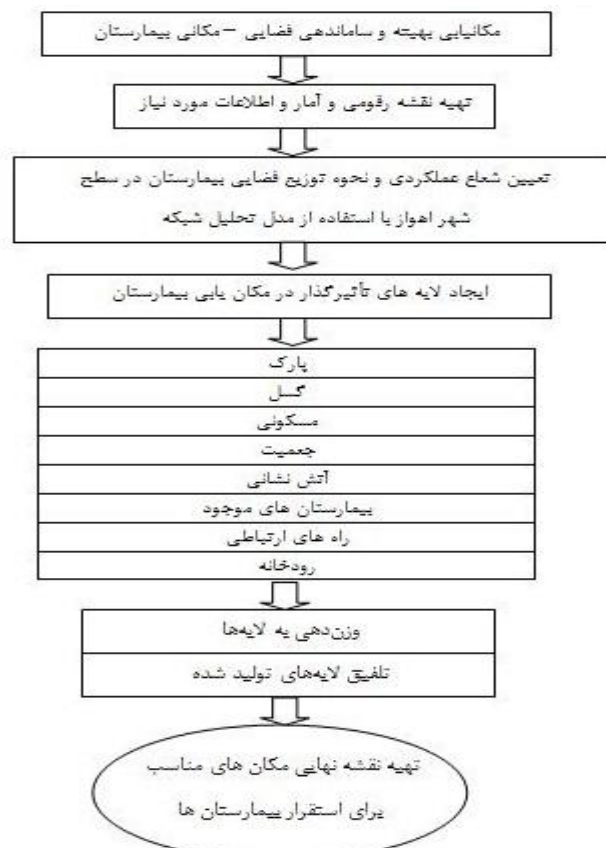 مکانیابی بهینه و ساماندهی فضایی – مکانی بیمارستان
تهیه نقشه رقومی و آمار و اطلاعات مورد نیاز
تعیین شعاع عملکردی و نحوه توزیع فضایی بیمارستان در سطح
شهر اهواز با استفاده از مدل تحلیل شبکه
ایجاد لایه های تأثیرگذار در مکان یابی بیمارستان
پارک
گسل
مسکونی
جعمیت
آتش نشانی
بیمارستان های موجود
راه های ارتباطی
رودخانه
وزن‌دهی به لایه‌ها
تلفیق لایه‌های تولید شده
تهیه نقشه نهایی مکان های مناسب
برای استقرار بیمارستان ها